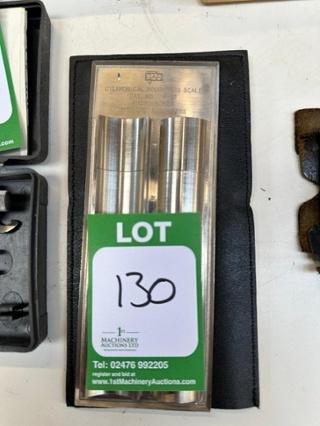 CYLINDRICAL ROUGHNESS SCALE
LOT
130
1st
MACHINERY
AUCTIONS LTD
Tel: 02476 992205
register and bid at
www.1stMachineryAuctions.com